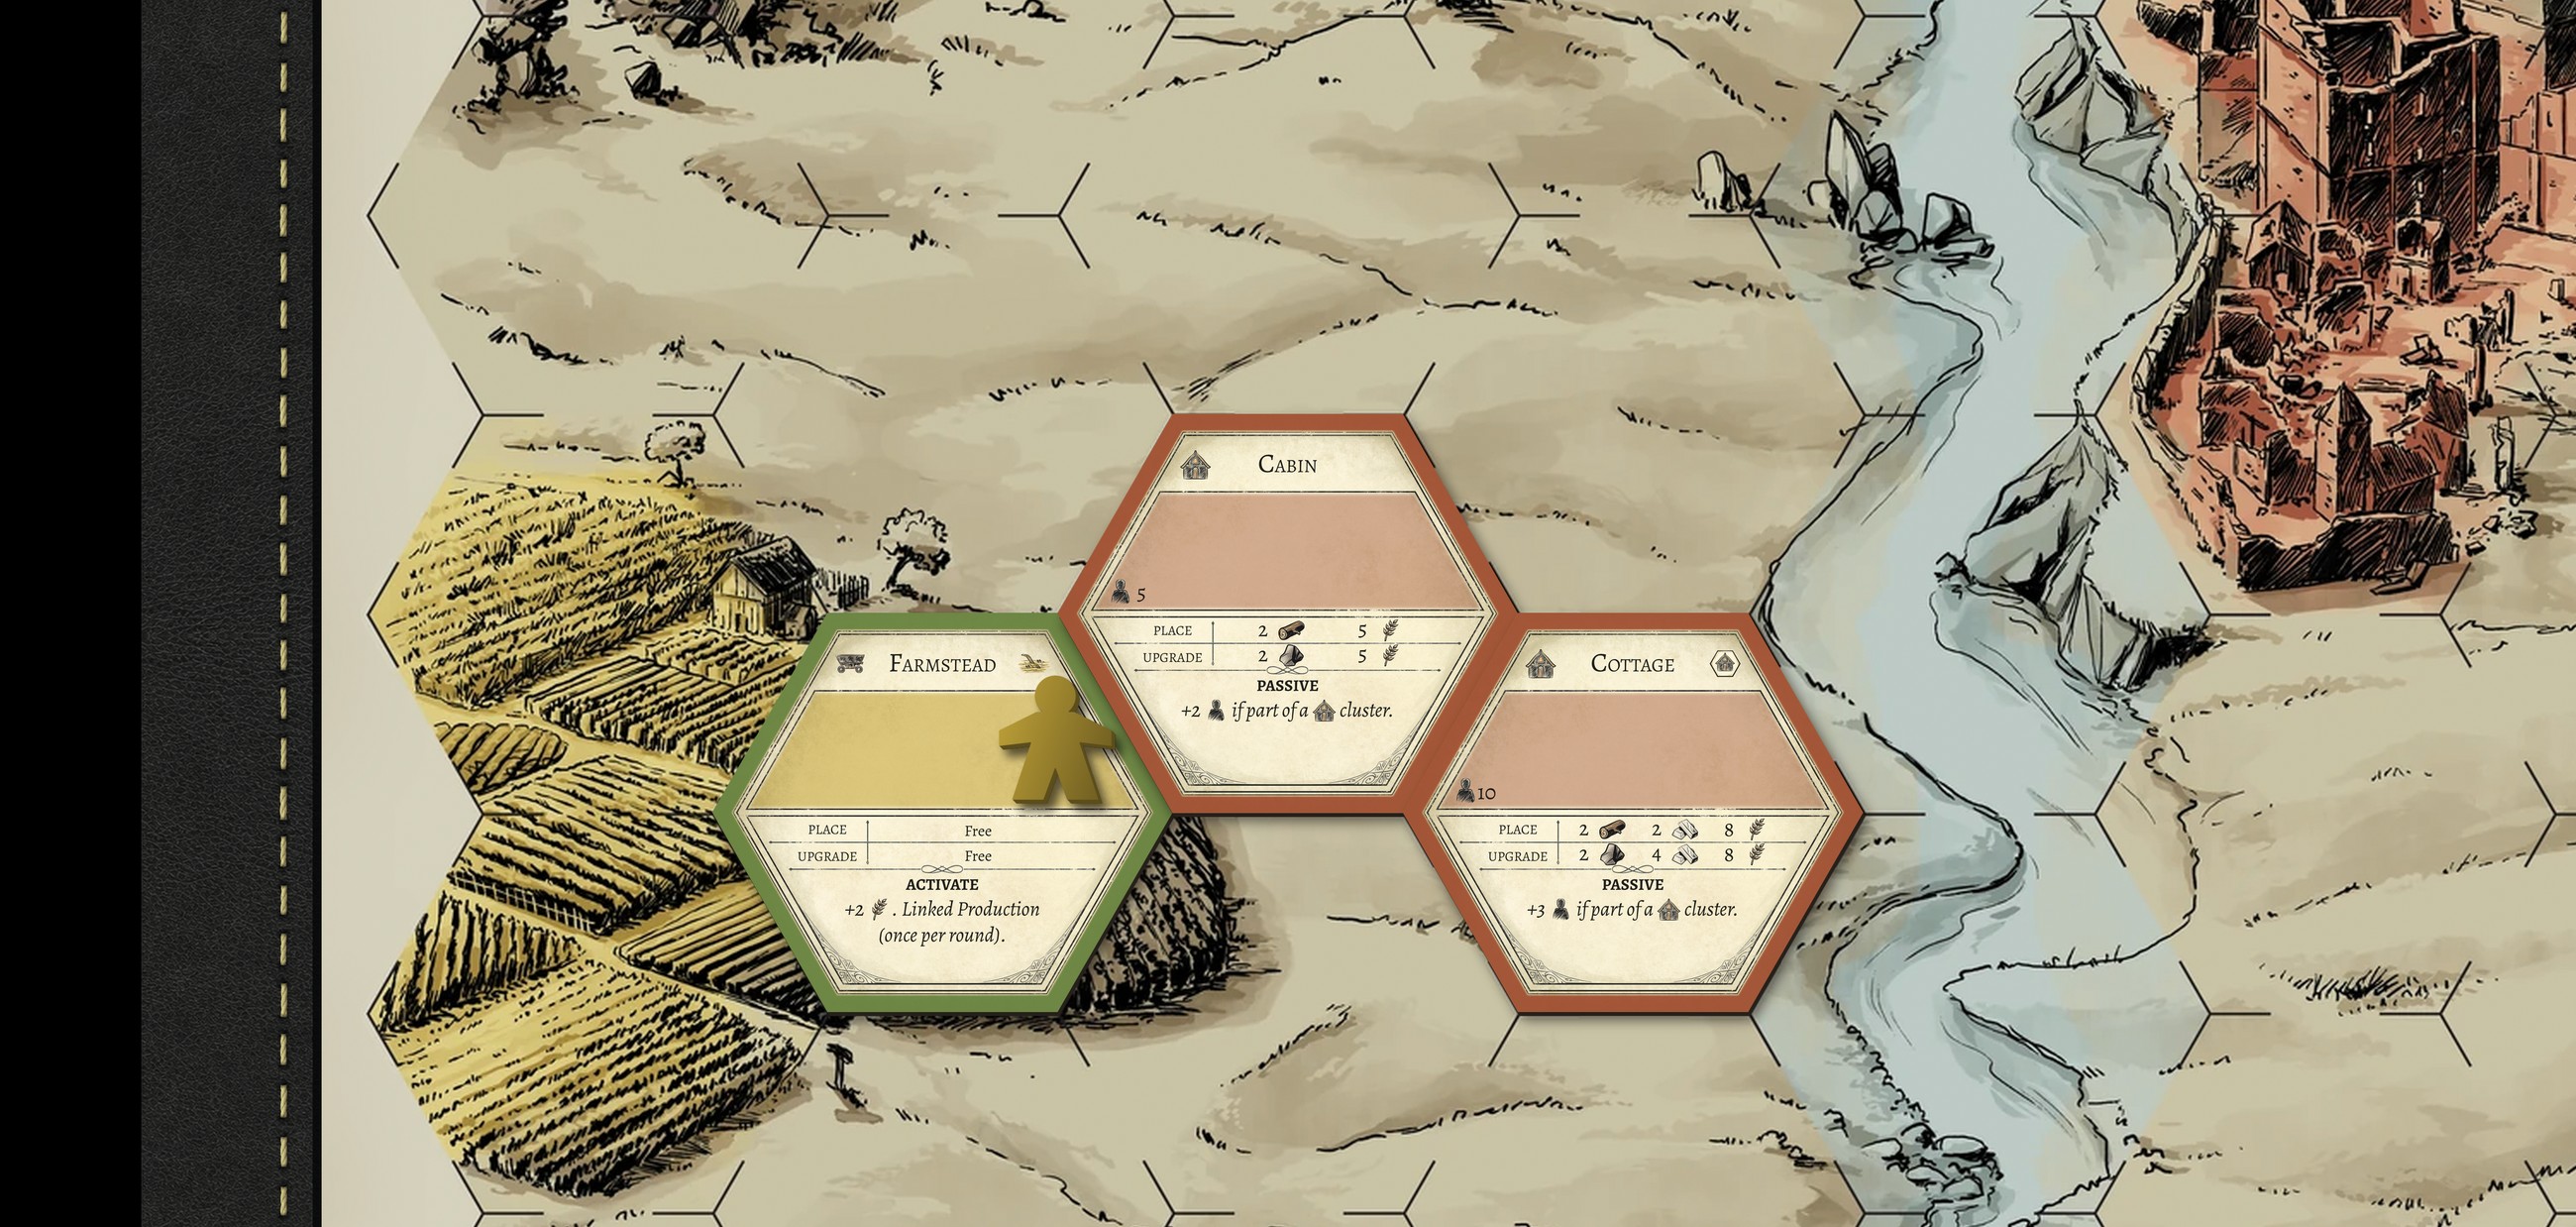 Cabin
5
PLACE 2 5
UPGRADE 2 5
PASSIVE
+2 if part of a cluster.
Farmstead
PLACE Free
UPGRADE Free
ACTIVATE
+2 . Linked Production
(once per round).
Cottage
10
PLACE 2 2 8
UPGRADE 2 4 8
PASSIVE
+3 if part of a cluster.